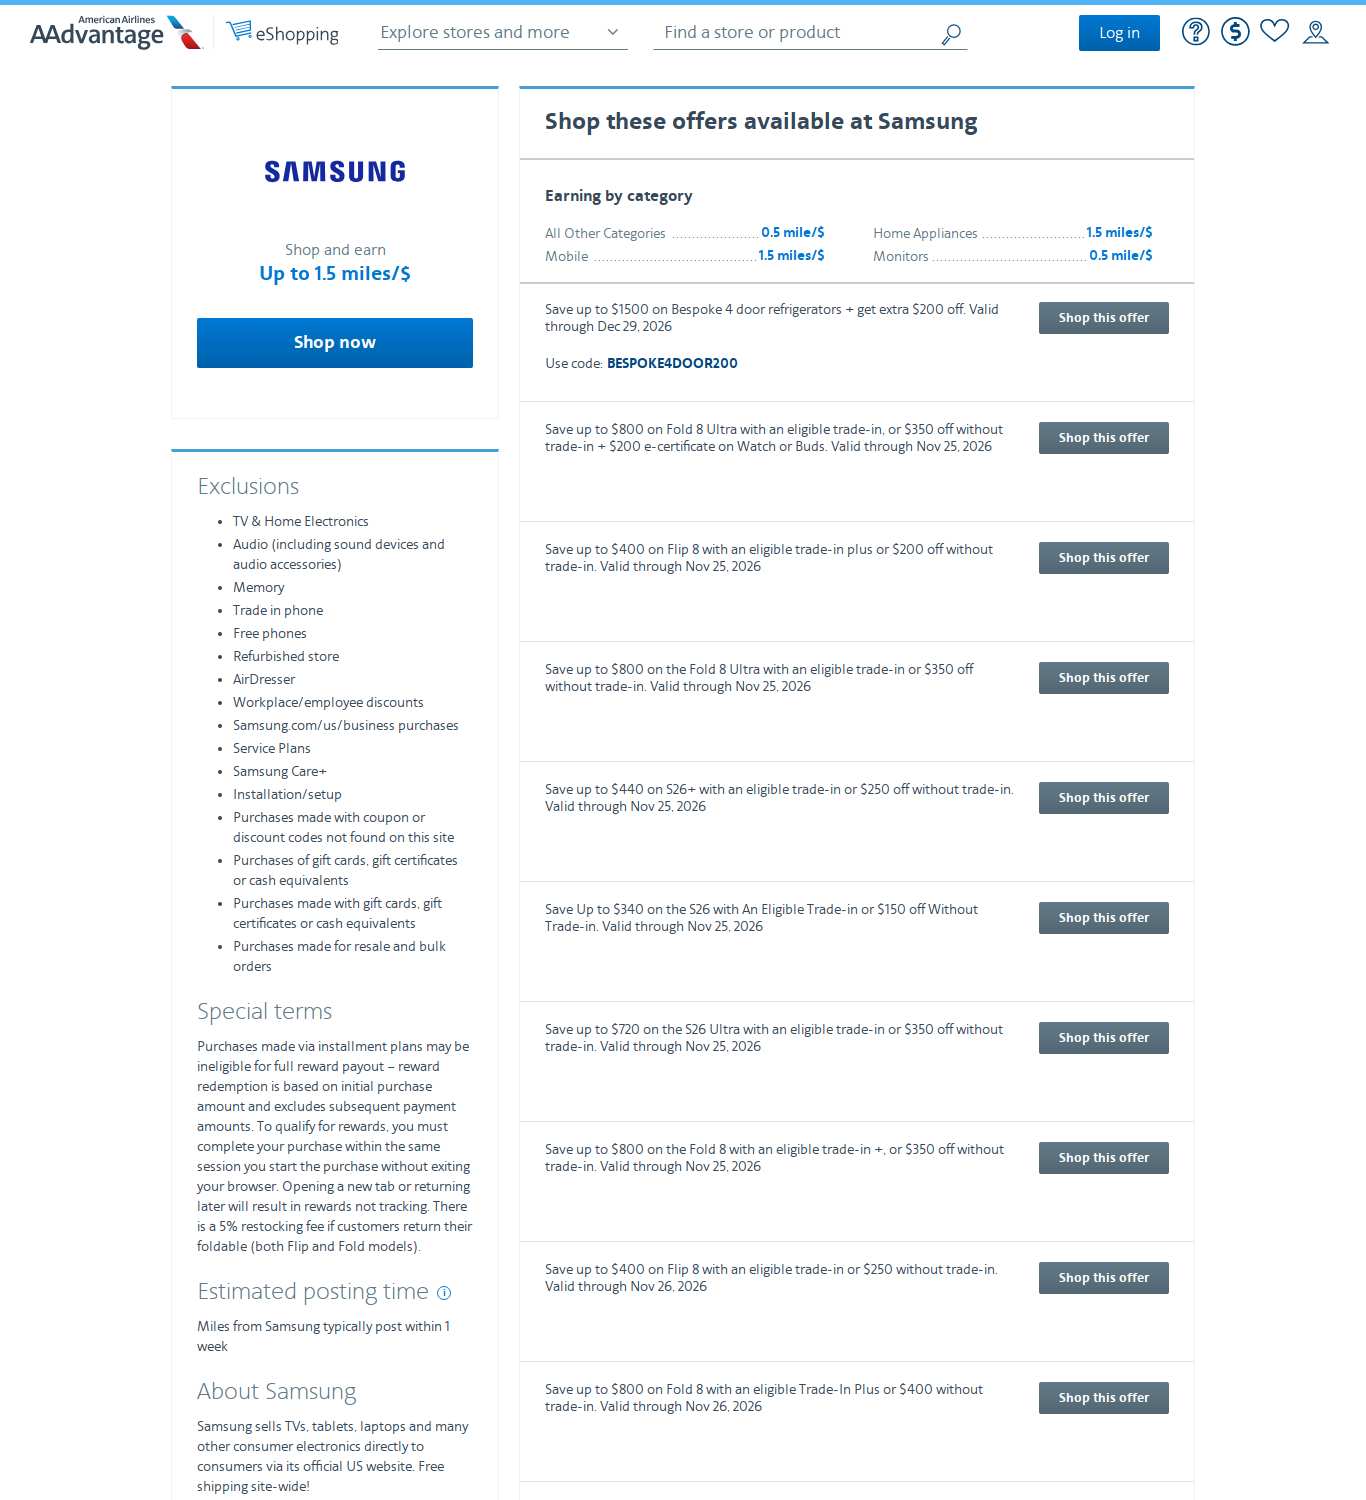 American Airlines
AAdvantage
eShopping
Explore stores and more
Find a store or product
Log in
SAMSUNG
Shop and earn
Up to 1.5 miles/$
Shop now
Exclusions
• TV & Home Electronics
• Audio (including sound devices and
audio accessories)
• Memory
• Trade in phone
• Free phones
• Refurbished store
• AirDresser
• Workplace/employee discounts
• Samsung.com/us/business purchases
• Service Plans
• Samsung Care+
• Installation/setup
• Purchases made with coupon or
discount codes not found on this site
• Purchases of gift cards, gift certificates
or cash equivalents
• Purchases made with gift cards, gift
certificates or cash equivalents
• Purchases made for resale and bulk
orders
Special terms
Purchases made via installment plans may be
ineligible for full reward payout – reward
redemption is based on initial purchase
amount and excludes subsequent payment
amounts. To qualify for rewards, you must
complete your purchase within the same
session you start the purchase without exiting
your browser. Opening a new tab or returning
later will result in rewards not tracking. There
is a 5% restocking fee if customers return their
foldable (both Flip and Fold models).
Estimated posting time
Miles from Samsung typically post within 1
week
About Samsung
Samsung sells TVs, tablets, laptops and many
other consumer electronics directly to
consumers via its official US website. Free
shipping site-wide!
Shop these offers available at Samsung
Earning by category
All Other Categories 0.5 mile/$
Mobile 1.5 miles/$
Home Appliances 1.5 miles/$
Monitors 0.5 mile/$
Save up to $1500 on Bespoke 4 door refrigerators + get extra $200 off. Valid
through Dec 29, 2026
Use code: BESPOKE4DOOR200
Shop this offer
Save up to $800 on Fold 8 Ultra with an eligible trade-in, or $350 off without
trade-in + $200 e-certificate on Watch or Buds. Valid through Nov 25, 2026
Shop this offer
Save up to $400 on Flip 8 with an eligible trade-in plus or $200 off without
trade-in. Valid through Nov 25, 2026
Shop this offer
Save up to $800 on the Fold 8 Ultra with an eligible trade-in or $350 off
without trade-in. Valid through Nov 25, 2026
Shop this offer
Save up to $440 on S26+ with an eligible trade-in or $250 off without trade-in.
Valid through Nov 25, 2026
Shop this offer
Save Up to $340 on the S26 with An Eligible Trade-in or $150 off Without
Trade-in. Valid through Nov 25, 2026
Shop this offer
Save up to $720 on the S26 Ultra with an eligible trade-in or $350 off without
trade-in. Valid through Nov 25, 2026
Shop this offer
Save up to $800 on the Fold 8 with an eligible trade-in +, or $350 off without
trade-in. Valid through Nov 25, 2026
Shop this offer
Save up to $400 on Flip 8 with an eligible trade-in or $250 without trade-in.
Valid through Nov 26, 2026
Shop this offer
Save up to $800 on Fold 8 with an eligible Trade-In Plus or $400 without
trade-in. Valid through Nov 26, 2026
Shop this offer